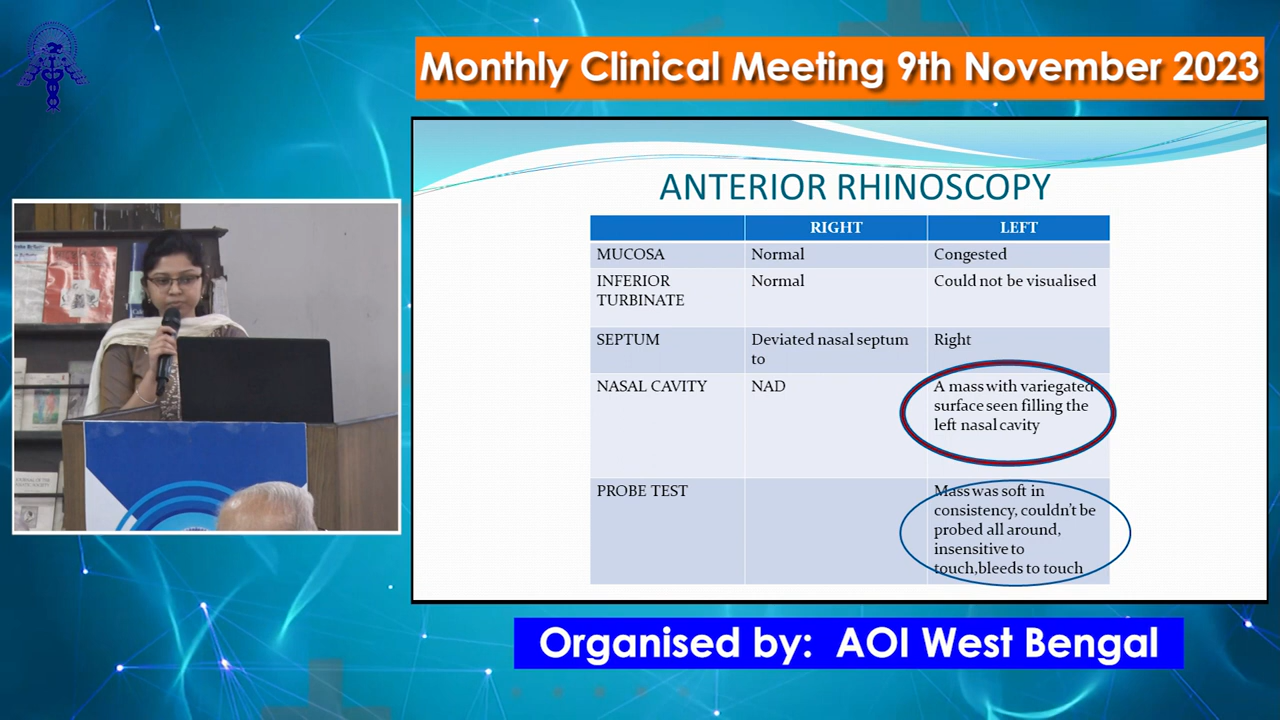 Monthly Clinical Meeting 9th November 2023
ANTERIOR RHINOSCOPY
RIGHT LEFT
MUCOSA Normal Congested
INFERIOR Normal Could not be visualised
TURBINATE
SEPTUM Deviated nasal septum Right
to
NASAL CAVITY NAD A mass with variegated
surface seen filling the
left nasal cavity
PROBE TEST Mass was soft in
consistency, couldn't be
probed all around,
insensitive to
touch,bleeds to touch
Organised by: AOI West Bengal